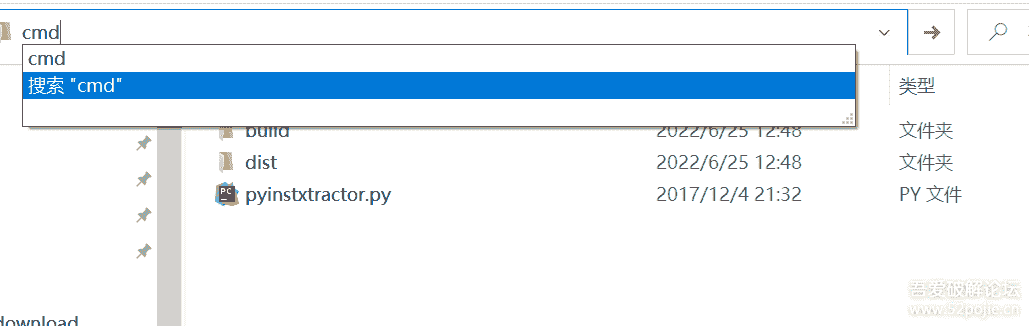 cmd
cmd
搜索 "cmd"
类型
build 2022/6/25 12:48 文件夹
dist 2022/6/25 12:48 文件夹
PC
pyinstxtractor.py 2017/12/4 21:32 PY 文件
download
吾爱破解论坛
www.52pojie.cn